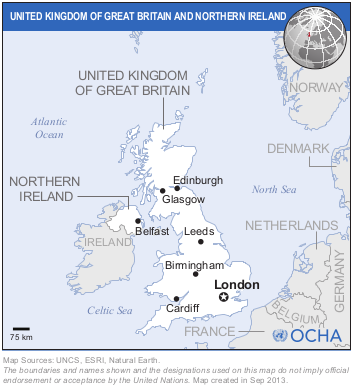 UNITED KINGDOM OF GREAT BRITAIN AND NORTHERN IRELAND
UNITED KINGDOM
OF GREAT BRITAIN
NORWAY
Atlantic
Ocean
DENMARK
Edinburgh
North Sea
NORTHERN
IRELAND
Glasgow
Belfast
Leeds
NETHERLANDS
IRELAND
Birmingham
GERMANY
London
Celtic Sea
Cardiff
BELGIUM
75 km
FRANCE
OCHA
Map Sources: UNCS, ESRI, Natural Earth.
The boundaries and names shown and the designations used on this map do not imply official
endorsement or acceptance by the United Nations. Map created in Sep 2013.